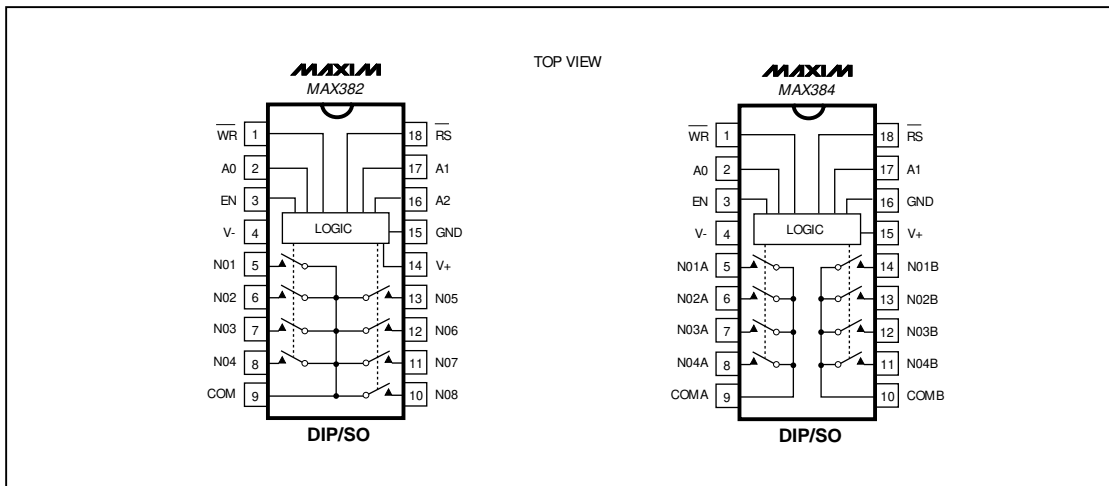 TOP VIEW
MAXIM
MAX382
WR 1
A0 2
EN 3
V- 4
N01 5
N02 6
N03 7
N04 8
COM 9
18 RS
17 A1
16 A2
15 GND
14 V+
13 N05
12 N06
11 N07
10 N08
LOGIC
DIP/SO
MAXIM
MAX384
WR 1
A0 2
EN 3
V- 4
N01A 5
N02A 6
N03A 7
N04A 8
COMA 9
18 RS
17 A1
16 GND
15 V+
14 N01B
13 N02B
12 N03B
11 N04B
10 COMB
LOGIC
DIP/SO